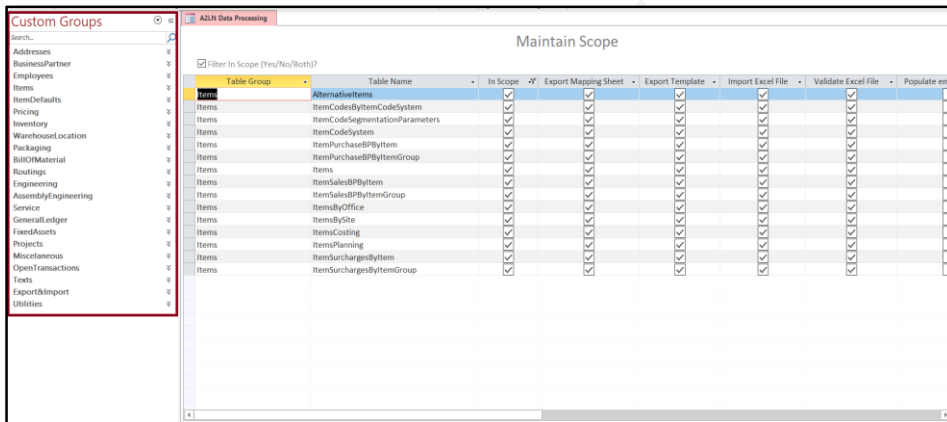 Custom Groups
Search...
Addresses
BusinessPartner
Employees
Items
ItemDefaults
Pricing
Inventory
WarehouseLocation
Packaging
BillOfMaterial
Routings
Engineering
AssemblyEngineering
Service
GeneralLedger
FixedAssets
Projects
Miscelaneous
OpenTransactions
Texts
Export&Import
Utilities
A2LN Data Processing
Maintain Scope
Filter In Scope (Yes/No/Both)?
Table Group Table Name In Scope Export Mapping Sheet Export Template Import Excel File Validate Excel File Populate en
Items AlternativeItems
Items ItemCodesByItemCodeSystem
Items ItemCodeSegmentationParameters
Items ItemCodeSystem
Items ItemPurchaseBPByItem
Items ItemPurchaseBPByItemGroup
Items Items
Items ItemSalesBPByItem
Items ItemSalesBPByItemGroup
Items ItemsByOffice
Items ItemsBySite
Items ItemsCosting
Items ItemsPlanning
Items ItemSurchargesByItem
Items ItemSurchargesByItemGroup